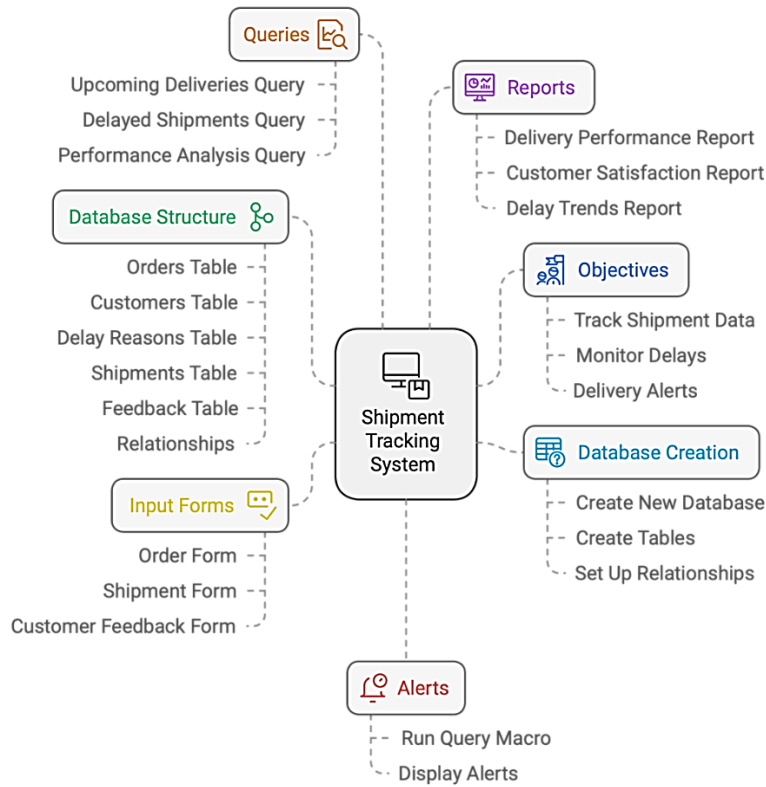 Queries
Upcoming Deliveries Query
Delayed Shipments Query
Performance Analysis Query
Reports
Delivery Performance Report
Customer Satisfaction Report
Delay Trends Report
Database Structure
Orders Table
Customers Table
Delay Reasons Table
Shipments Table
Feedback Table
Relationships
Objectives
Track Shipment Data
Monitor Delays
Delivery Alerts
Shipment
Tracking
System
Database Creation
Create New Database
Create Tables
Set Up Relationships
Input Forms
Order Form
Shipment Form
Customer Feedback Form
Alerts
Run Query Macro
Display Alerts